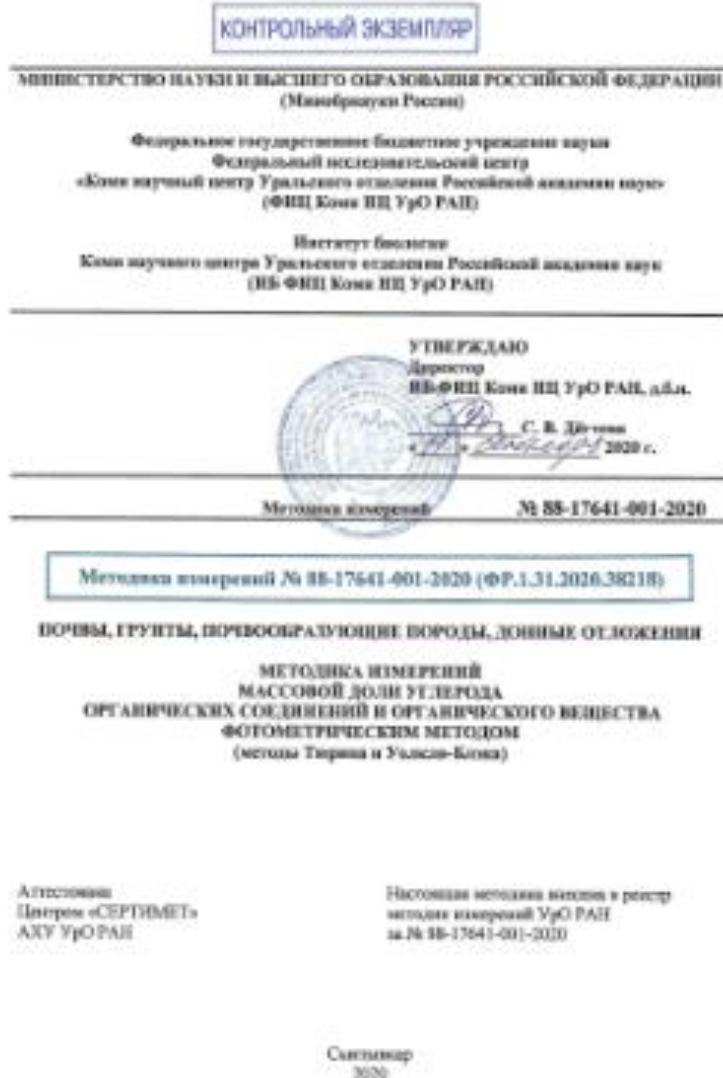 КОНТРОЛЬНЫЙ ЭКЗЕМПЛЯР
МИНИСТЕРСТВО НАУКИ И ВЫСШЕГО ОБРАЗОВАНИЯ РОССИЙСКОЙ ФЕДЕРАЦИИ
(Минобрнауки России)
Федеральное государственное бюджетное учреждение науки
Федеральный исследовательский центр
«Коми научный центр Уральского отделения Российской академии наук»
(ФИЦ Коми НЦ УрО РАН)
Институт биологии
Коми научного центра Уральского отделения Российской академии наук
(ИБ ФИЦ Коми НЦ УрО РАН)
УТВЕРЖДАЮ
Директор
ИБ ФИЦ Коми НЦ УрО РАН, д.б.н.
С. В. Дёгтева
2020 г.
Методика измерений № 88-17641-001-2020
Методика измерений № 88-17641-001-2020 (ФР.1.31.2020.38218)
ПОЧВЫ, ГРУНТЫ, ПОЧВООБРАЗУЮЩИЕ ПОРОДЫ, ДОННЫЕ ОТЛОЖЕНИЯ
МЕТОДИКА ИЗМЕРЕНИЙ
МАССОВОЙ ДОЛИ УГЛЕРОДА
ОРГАНИЧЕСКИХ СОЕДИНЕНИЙ И ОРГАНИЧЕСКОГО ВЕЩЕСТВА
ФОТОМЕТРИЧЕСКИМ МЕТОДОМ
(методы Тюрина и Уолкли-Блэка)
Аттестована
Центром «СЕРТИМЕТ»
АХУ УрО РАН
Настоящая методика внесена в реестр
методик измерений УрО РАН
за № 88-17641-001-2020
Сыктывкар
2020